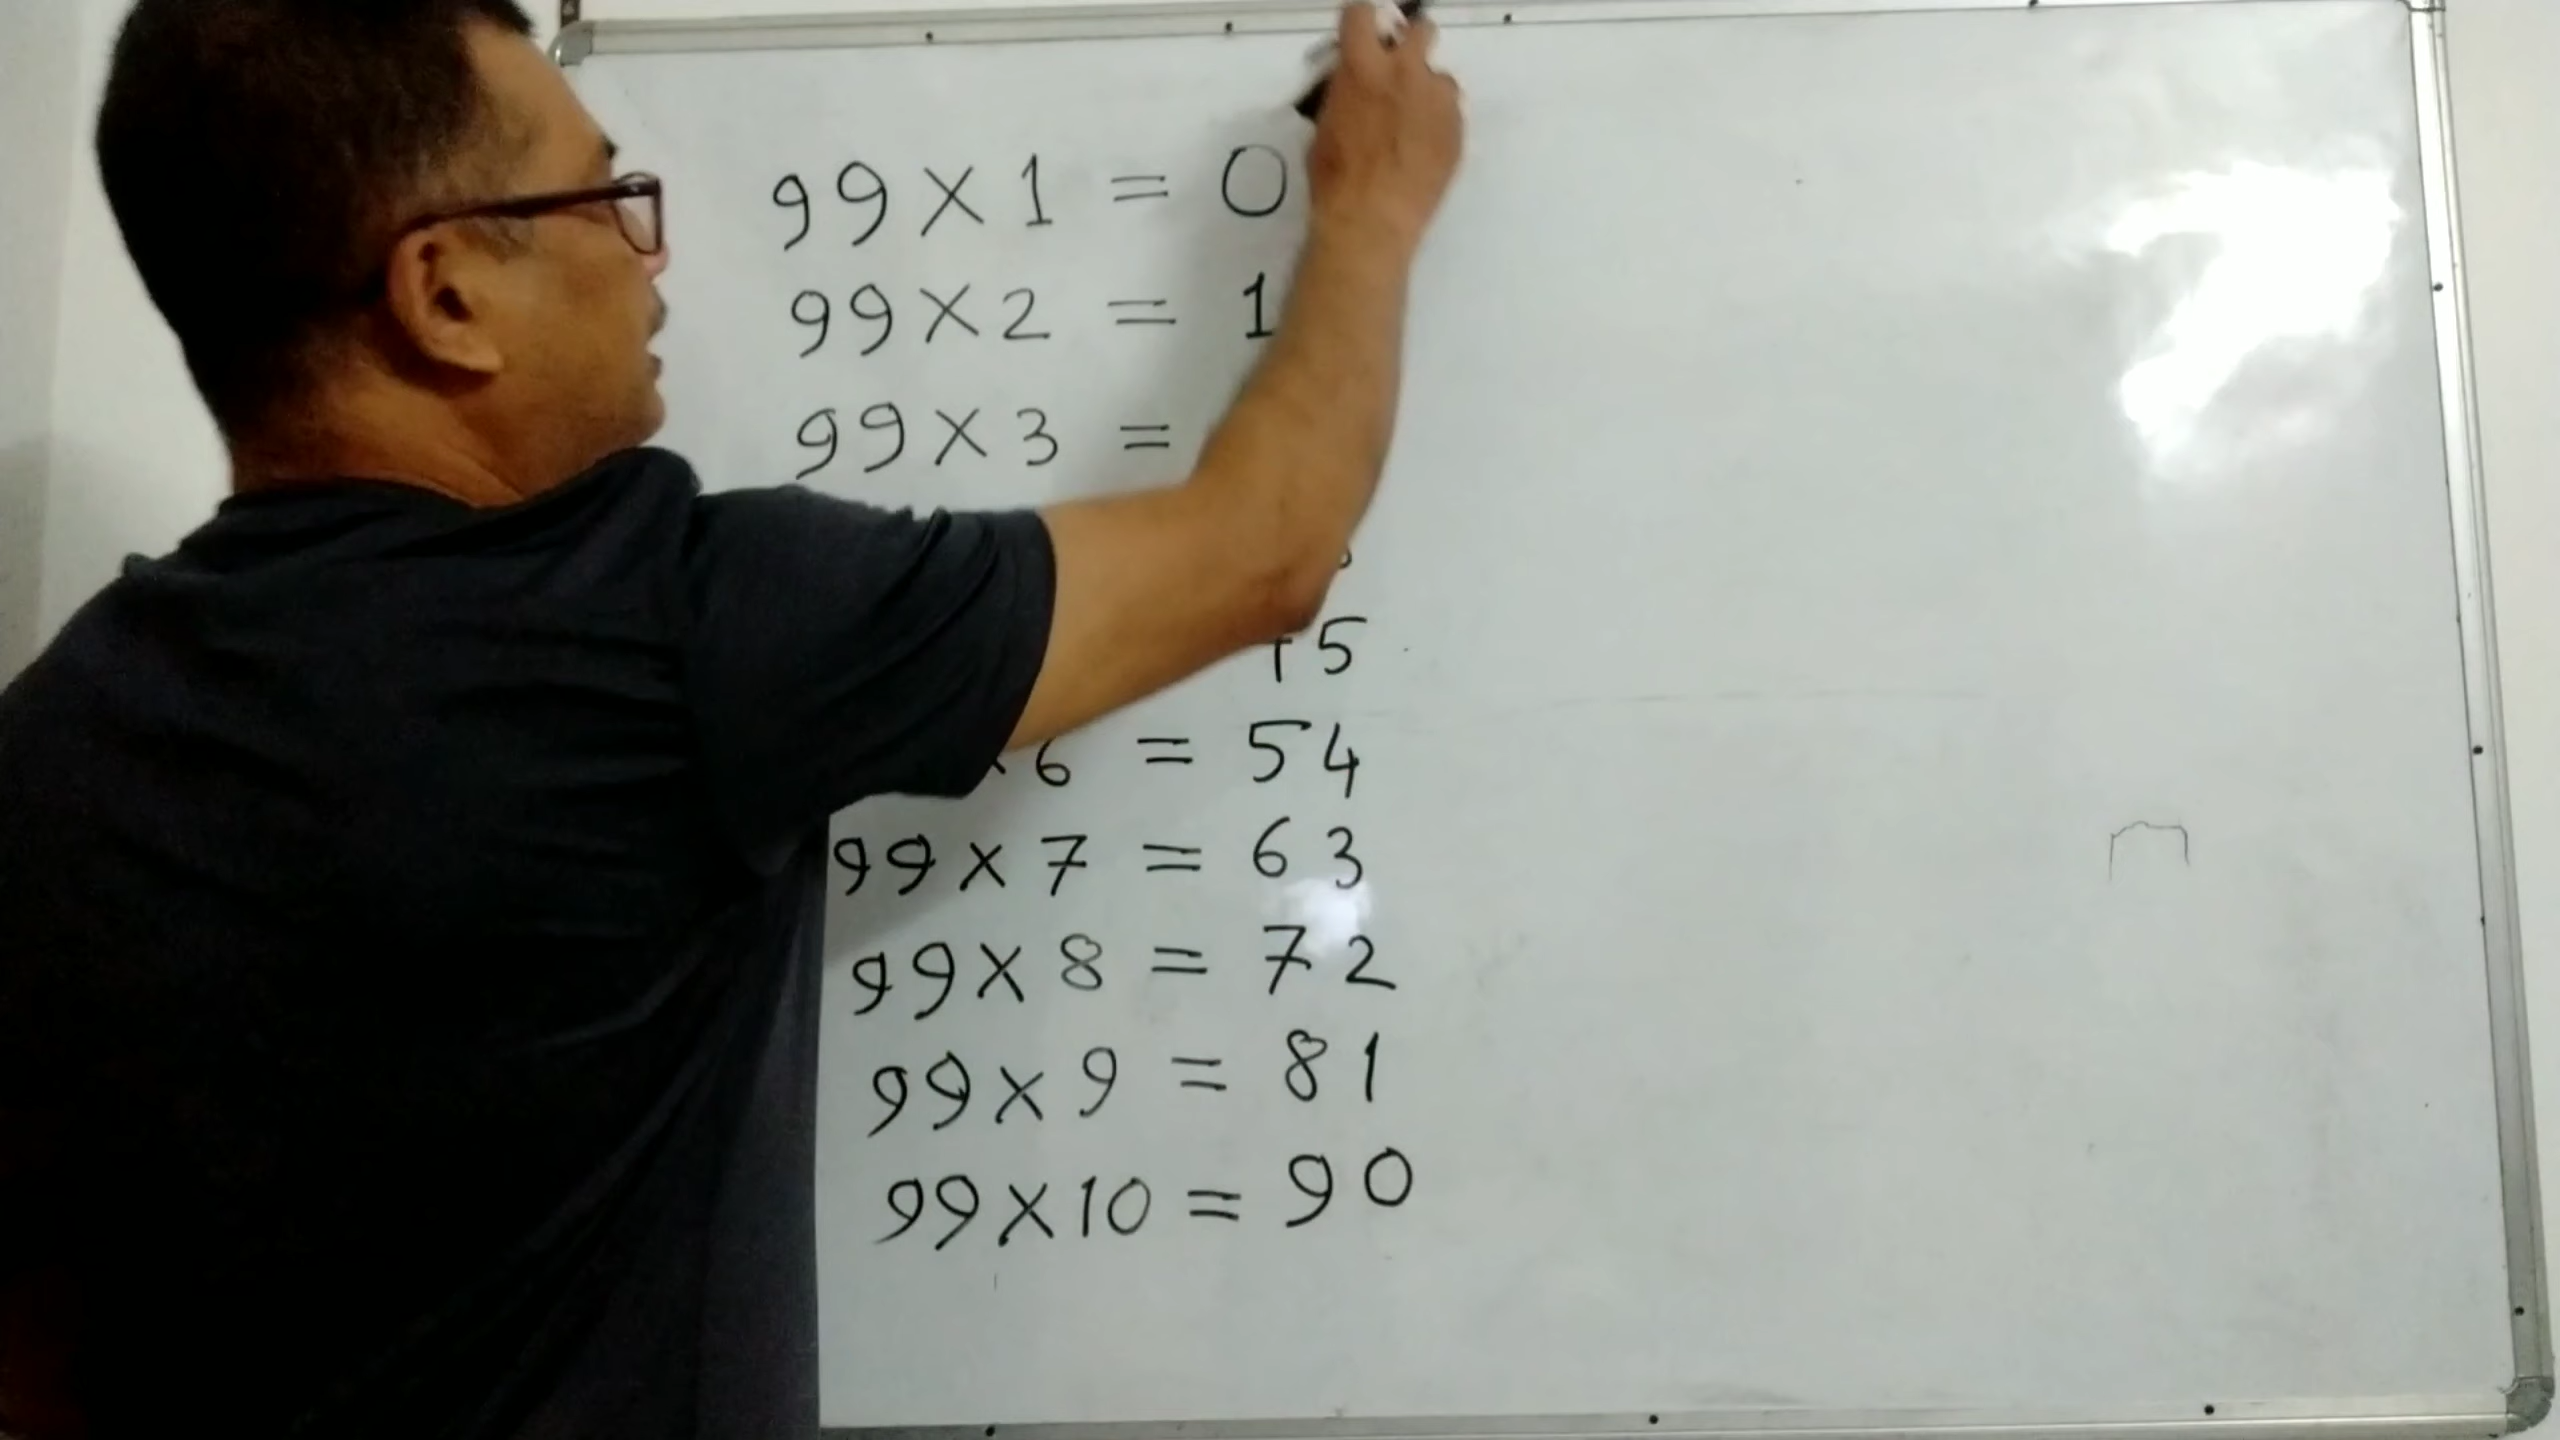 99 × 1 = 0
99 × 2 = 1
99 × 3 =
5
6 = 54
99 × 7 = 63
99 × 8 = 72
99 × 9 = 81
99 × 10 = 90